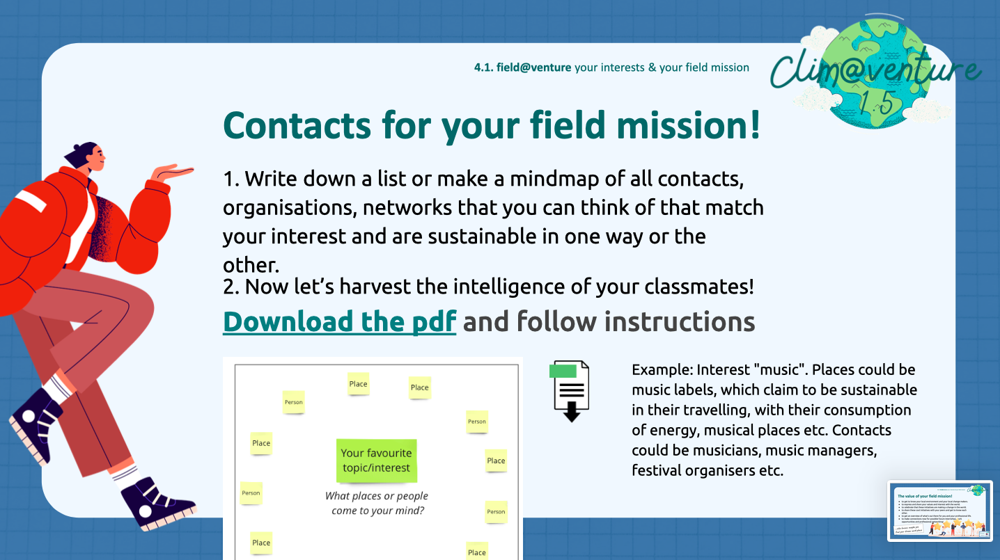 4.1. field@venture your interests & your field mission
Clim@venture
1.5
Contacts for your field mission!
1. Write down a list or make a mindmap of all contacts,
organisations, networks that you can think of that match
your interest and are sustainable in one way or the
other.
2. Now let’s harvest the intelligence of your classmates!
Download the pdf and follow instructions
Place
Place
Person
Person
Place
Your favourite
topic/interest
Place
Person
What places or people
come to your mind?
Person
Place
Place
Example: Interest "music". Places could be
music labels, which claim to be sustainable
in their travelling, with their consumption
of energy, musical places etc. Contacts
could be musicians, music managers,
festival organisers etc.
The value of your field mission!